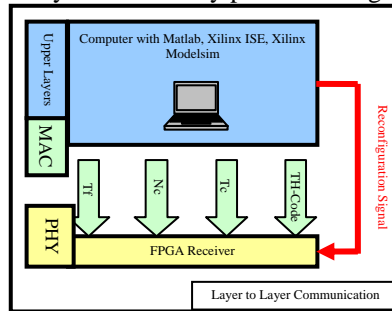 Computer with Matlab, Xilinx ISE, Xilinx
Modelsim
Upper Layers
MAC
Tf
Nc
Tc
TH-Code
Reconfiguration Signal
PHY
FPGA Receiver
Layer to Layer Communication